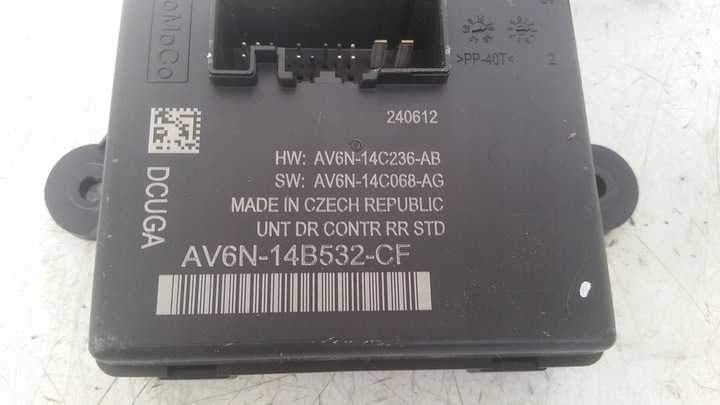 FoMoCo
>PP-40T<
2
240612
HW: AV6N-14C236-AB
SW: AV6N-14C068-AG
MADE IN CZECH REPUBLIC
UNT DR CONTR RR STD
AV6N-14B532-CF
DCUGA